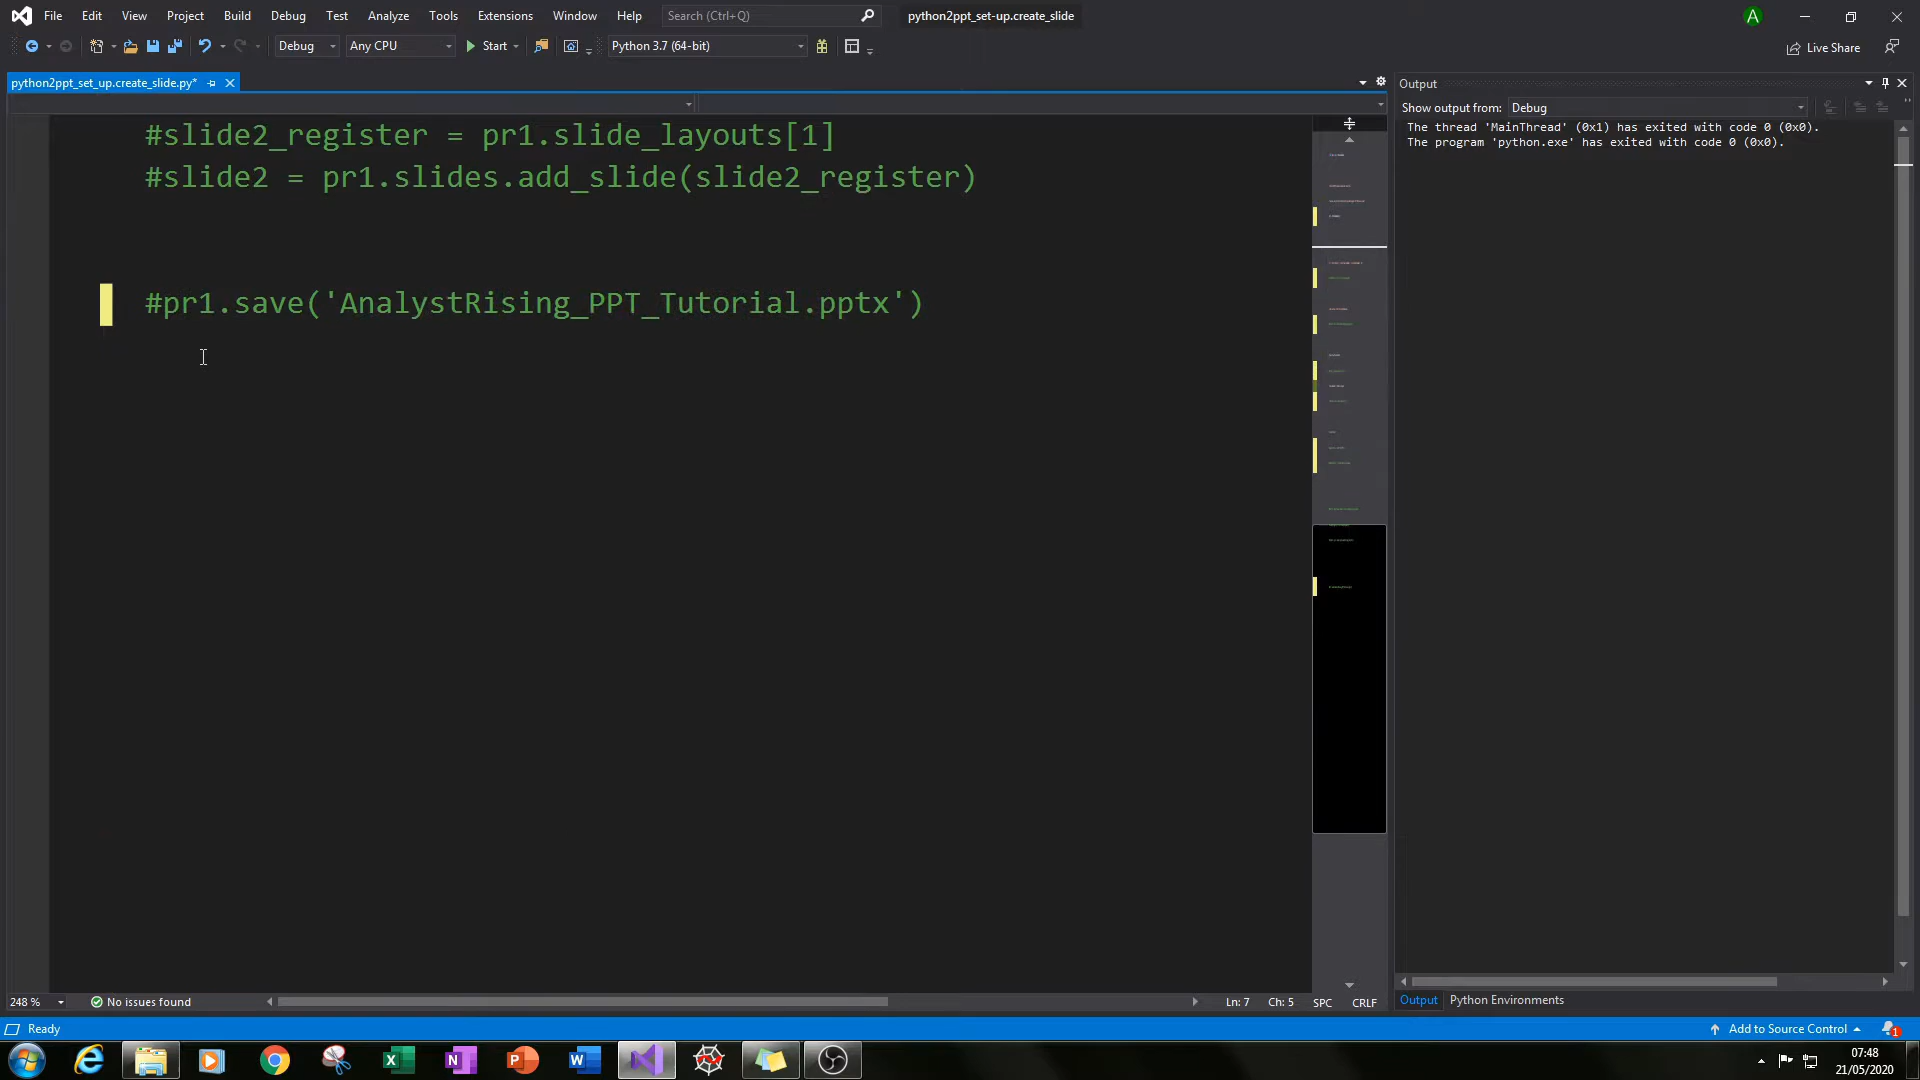 File Edit View Project Build Debug Test Analyze Tools Extensions Window Help Search (Ctrl+Q) python2ppt_set-up.create_slide A
Debug Any CPU Start Python 3.7 (64-bit) Live Share
python2ppt_set_up.create_slide.py*
Output
Show output from: Debug
The thread 'MainThread' (0x1) has exited with code 0 (0x0).
The program 'python.exe' has exited with code 0 (0x0).
#slide2_register = pr1.slide_layouts[1]
#slide2 = pr1.slides.add_slide(slide2_register)
#pr1.save('AnalystRising_PPT_Tutorial.pptx')
248 % No issues found Ln: 7 Ch: 5 SPC CRLF
Output Python Environments
Ready Add to Source Control 1
07:48
21/05/2020